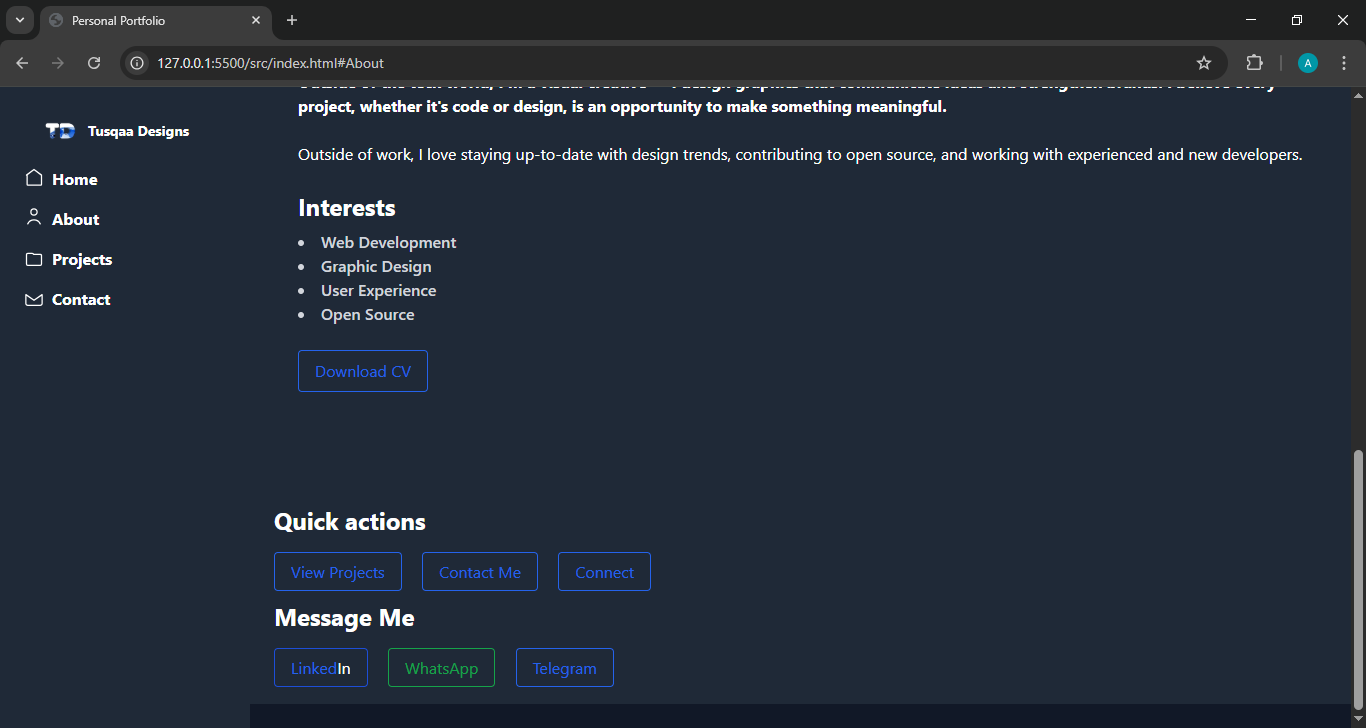 Personal Portfolio
127.0.0.1:5500/src/index.html#About
A
TD Tusqaa Designs
Home
About
Projects
Contact
project, whether it's code or design, is an opportunity to make something meaningful.
Outside of work, I love staying up-to-date with design trends, contributing to open source, and working with experienced and new developers.
Interests
• Web Development
• Graphic Design
• User Experience
• Open Source
Download CV
Quick actions
View Projects Contact Me Connect
Message Me
LinkedIn WhatsApp Telegram